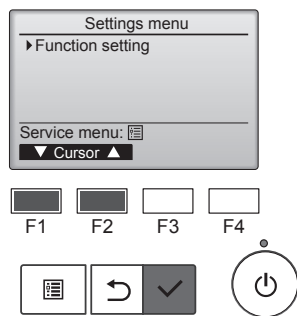 Settings menu
Function setting
Service menu:
▼ Cursor ▲
F1 F2 F3 F4